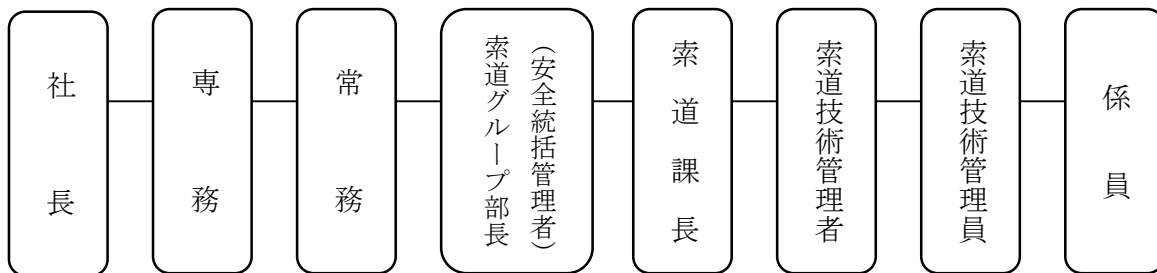 社長
専務
常務
(安全統括管理者)
索道グループ部長
索道課長
索道技術管理者
索道技術管理員
係員